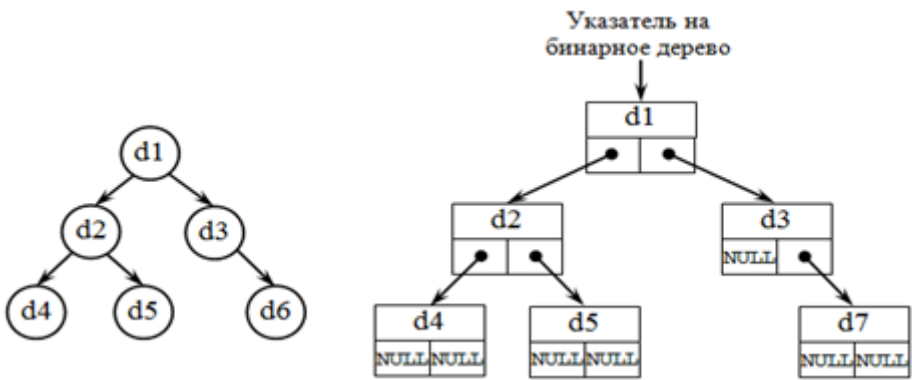 Указатель на
бинарное дерево
d1
d1
d2
d3
d2
d3
NULL
d4
d5
d6
d4
d5
d7
NULL NULL
NULL NULL
NULL NULL